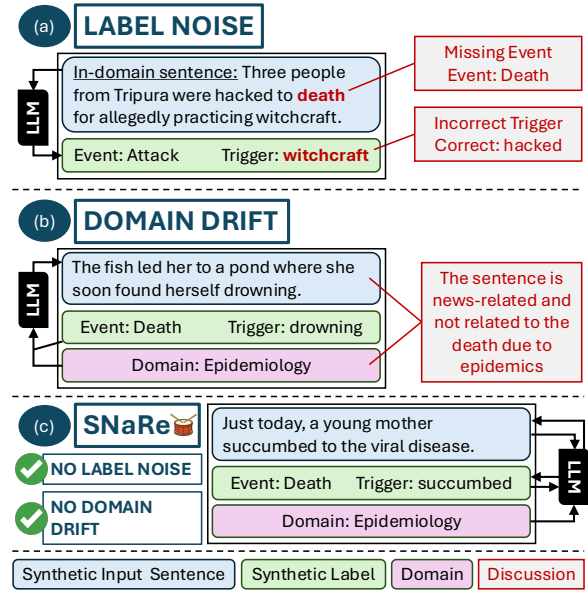 (a) LABEL NOISE
In-domain sentence: Three people
from Tripura were hacked to death
for allegedly practicing witchcraft.
LLM
Event: Attack Trigger: witchcraft
Missing Event
Event: Death
Incorrect Trigger
Correct: hacked
(b) DOMAIN DRIFT
The fish led her to a pond where she
soon found herself drowning.
LLM
Event: Death Trigger: drowning
Domain: Epidemiology
The sentence is
news-related and
not related to the
death due to
epidemics
(c) SNaRe
NO LABEL NOISE
NO DOMAIN
DRIFT
Just today, a young mother
succumbed to the viral disease.
Event: Death Trigger: succumbed
Domain: Epidemiology
LLM
Synthetic Input Sentence Synthetic Label Domain Discussion